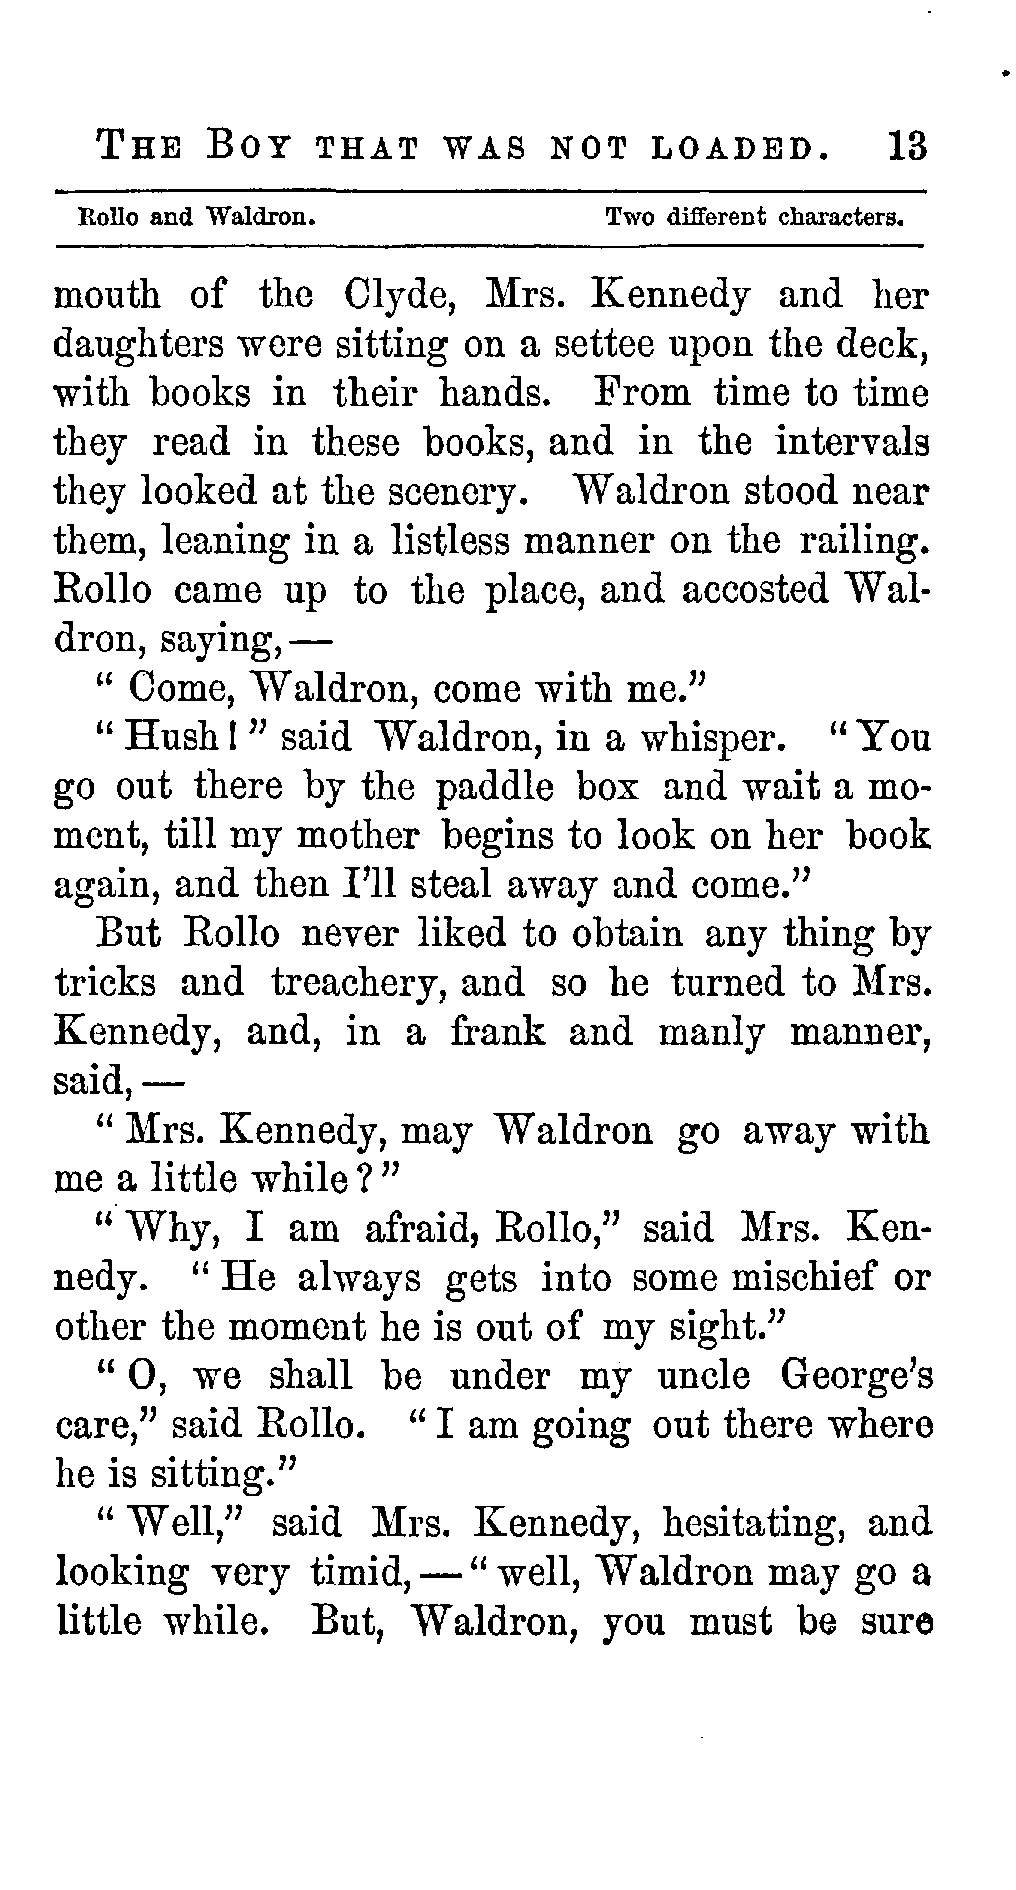 THE BOY THAT WAS NOT LOADED. 13
Rollo and Waldron. Two different characters.
mouth of the Clyde, Mrs. Kennedy and her
daughters were sitting on a settee upon the deck,
with books in their hands. From time to time
they read in these books, and in the intervals
they looked at the scenery. Waldron stood near
them, leaning in a listless manner on the railing.
Rollo came up to the place, and accosted Wal-
dron, saying,—
"Come, Waldron, come with me."
"Hush!" said Waldron, in a whisper. "You
go out there by the paddle box and wait a mo-
ment, till my mother begins to look on her book
again, and then I'll steal away and come."
But Rollo never liked to obtain any thing by
tricks and treachery, and so he turned to Mrs.
Kennedy, and, in a frank and manly manner,
said,—
"Mrs. Kennedy, may Waldron go away with
me a little while?"
"Why, I am afraid, Rollo," said Mrs. Ken-
nedy. "He always gets into some mischief or
other the moment he is out of my sight."
"O, we shall be under my uncle George's
care," said Rollo. "I am going out there where
he is sitting."
"Well," said Mrs. Kennedy, hesitating, and
looking very timid,—"well, Waldron may go a
little while. But, Waldron, you must be sure